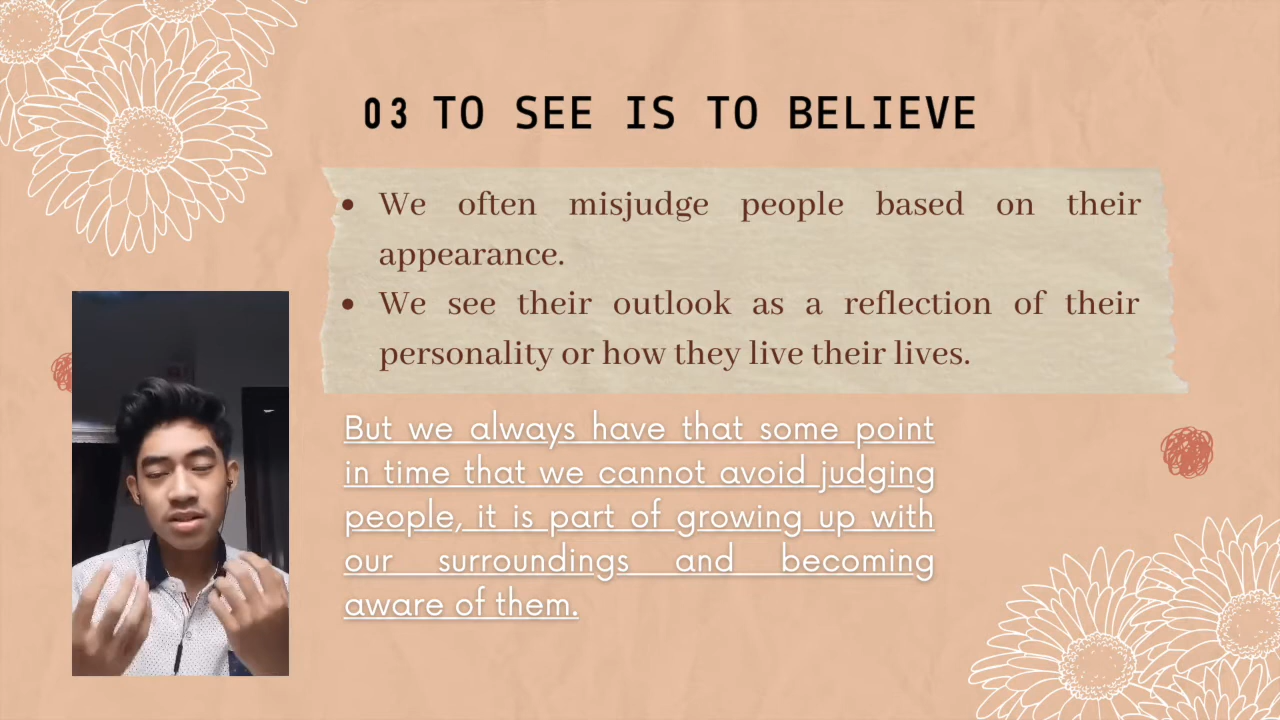 03 TO SEE IS TO BELIEVE
• We often misjudge people based on their
appearance.
• We see their outlook as a reflection of their
personality or how they live their lives.
But we always have that some point
in time that we cannot avoid judging
people, it is part of growing up with
our surroundings and becoming
aware of them.